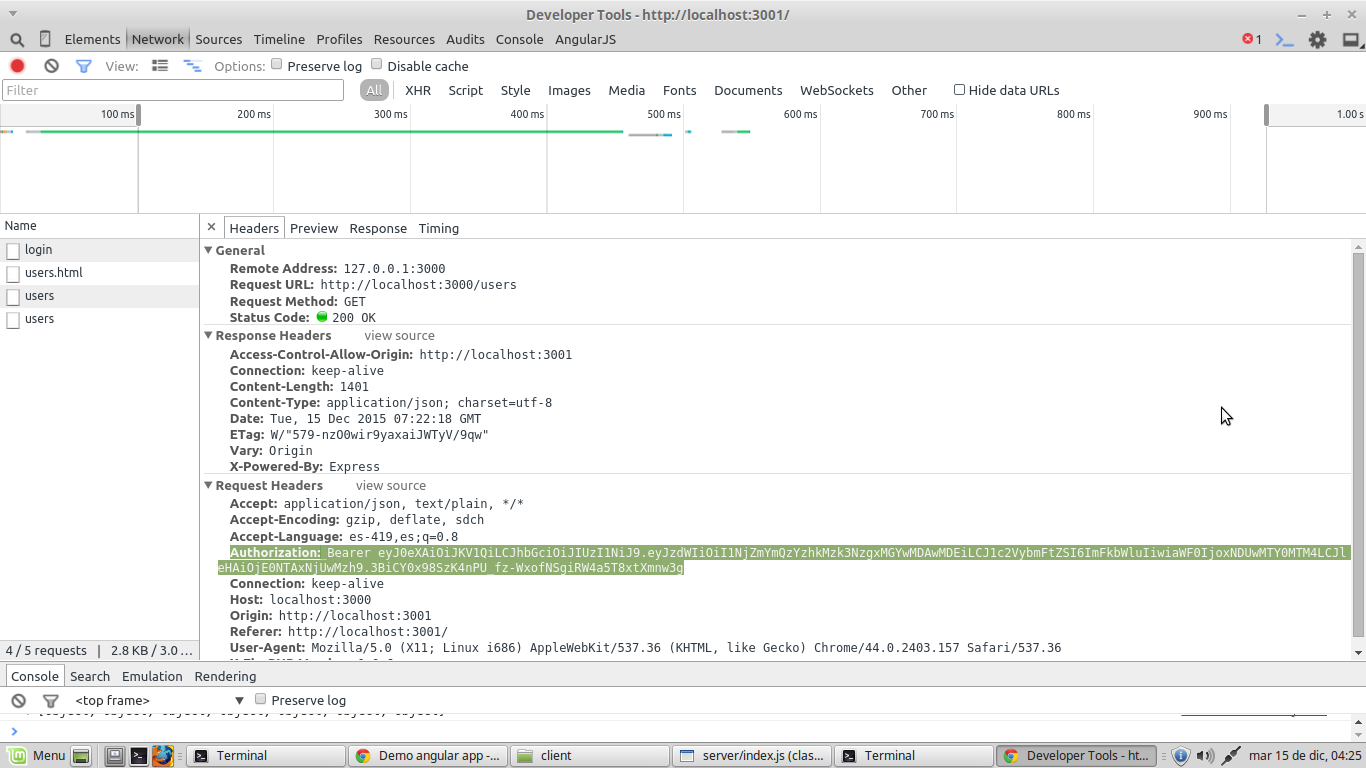 Developer Tools - http://localhost:3001/
Elements Network Sources Timeline Profiles Resources Audits Console AngularJS 1
View: Options: Preserve log Disable cache
Filter All XHR Script Style Images Media Fonts Documents WebSockets Other Hide data URLs
100 ms 200 ms 300 ms 400 ms 500 ms 600 ms 700 ms 800 ms 900 ms 1.00 s
Name
login
users.html
users
users
4 / 5 requests | 2.8 KB / 3.0 ...
× Headers Preview Response Timing
General
Remote Address: 127.0.0.1:3000
Request URL: http://localhost:3000/users
Request Method: GET
Status Code: 200 OK
Response Headers view source
Access-Control-Allow-Origin: http://localhost:3001
Connection: keep-alive
Content-Length: 1401
Content-Type: application/json; charset=utf-8
Date: Tue, 15 Dec 2015 07:22:18 GMT
ETag: W/"579-nzO0wir9yaxaiJWTyV/9qw"
Vary: Origin
X-Powered-By: Express
Request Headers view source
Accept: application/json, text/plain, */*
Accept-Encoding: gzip, deflate, sdch
Accept-Language: es-419,es;q=0.8
Authorization: Bearer eyJ0eXAiOiJKV1QiLCJhbGciOiJIUzI1NiJ9.eyJzdWIiOiI1NjZmYmQzYzhkMzk3NzgxMGYwMDAwMDEiLCJ1c2VybmFtZSI6ImFkbWluIiwiaWF0IjoxNDUwMTY0MTM4LCJl
eHAiOjE0NTAxNjUwMzh9.3BiCY0x98SzK4nPU_fz-WxofNSgiRW4a5T8xtXmnw3g
Connection: keep-alive
Host: localhost:3000
Origin: http://localhost:3001
Referer: http://localhost:3001/
User-Agent: Mozilla/5.0 (X11; Linux i686) AppleWebKit/537.36 (KHTML, like Gecko) Chrome/44.0.2403.157 Safari/537.36
Console Search Emulation Rendering
<top frame> Preserve log
Menu Terminal Demo angular app -... client server/index.js (clas... Terminal Developer Tools - ht... mar 15 de dic, 04:25